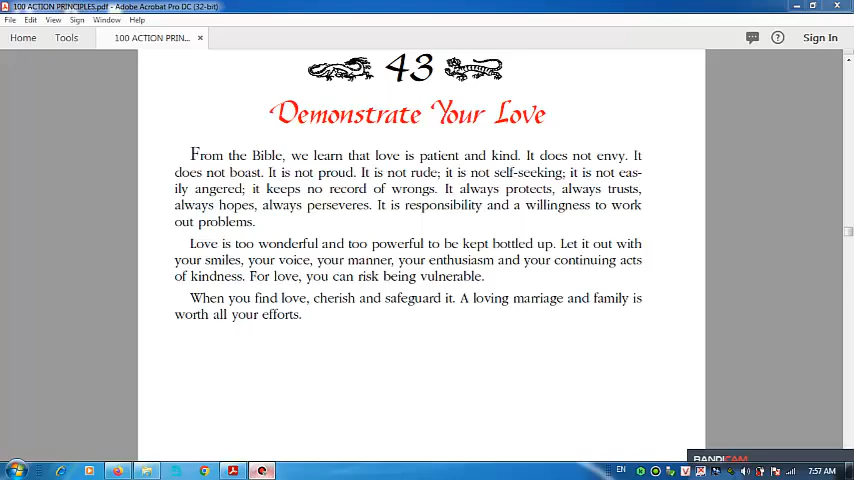 100 ACTION PRINCIPLES.pdf - Adobe Acrobat Pro DC (32-bit)
File Edit View Sign Window Help
Home Tools 100 ACTION PRIN... × Sign In
43
Demonstrate Your Love
From the Bible, we learn that love is patient and kind. It does not envy. It
does not boast. It is not proud. It is not rude; it is not self-seeking; it is not eas-
ily angered; it keeps no record of wrongs. It always protects, always trusts,
always hopes, always perseveres. It is responsibility and a willingness to work
out problems.
Love is too wonderful and too powerful to be kept bottled up. Let it out with
your smiles, your voice, your manner, your enthusiasm and your continuing acts
of kindness. For love, you can risk being vulnerable.
When you find love, cherish and safeguard it. A loving marriage and family is
worth all your efforts.
BANDICAM
EN 7:57 AM